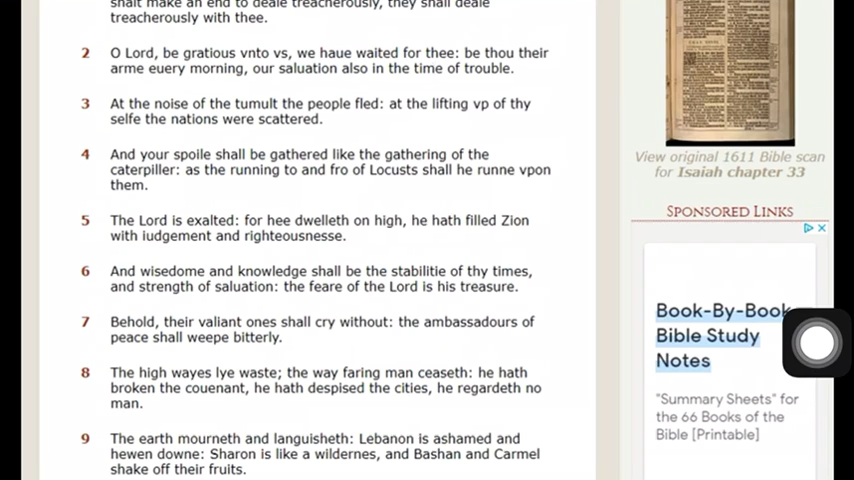 shalt make an end to deale treacherously, they shall deale
treacherously with thee.
2 O Lord, be gratious vnto vs, we haue waited for thee: be thou their
arme euery morning, our saluation also in the time of trouble.
3 At the noise of the tumult the people fled: at the lifting vp of thy
selfe the nations were scattered.
4 And your spoile shall be gathered like the gathering of the
caterpiller: as the running to and fro of Locusts shall he runne vpon
them.
5 The Lord is exalted: for hee dwelleth on high, he hath filled Zion
with iudgement and righteousnesse.
6 And wisedome and knowledge shall be the stabilitie of thy times,
and strength of saluation: the feare of the Lord is his treasure.
7 Behold, their valiant ones shall cry without: the ambassadours of
peace shall weepe bitterly.
8 The high wayes lye waste; the way faring man ceaseth: he hath
broken the couenant, he hath despised the cities, he regardeth no
man.
9 The earth mourneth and languisheth: Lebanon is ashamed and
hewen downe: Sharon is like a wildernes, and Bashan and Carmel
shake off their fruits.
View original 1611 Bible scan
for Isaiah chapter 33
Sponsored Links
Book-By-Book
Bible Study
Notes
"Summary Sheets" for
the 66 Books of the
Bible [Printable]